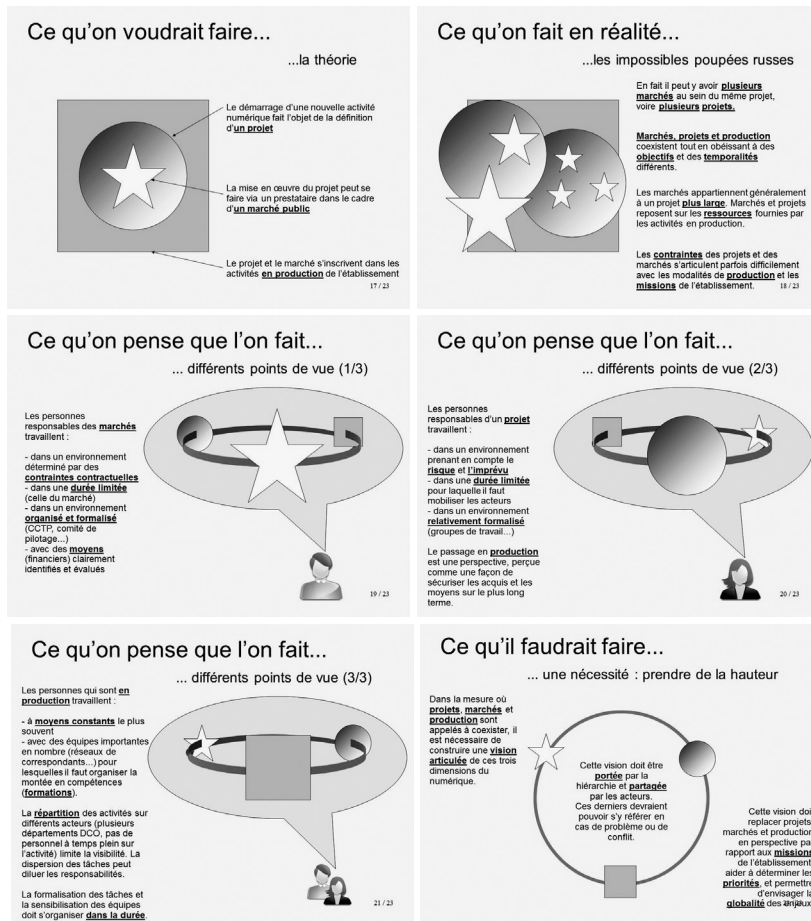 Ce qu'on voudrait faire...
...la théorie
Le démarrage d'une nouvelle activité
numérique fait l'objet de la définition
d'un projet
La mise en œuvre du projet peut se
faire via un prestataire dans le cadre
d'un marché public
Le projet et le marché s'inscrivent dans les
activités en production de l'établissement
17 / 23
Ce qu'on fait en réalité...
...les impossibles poupées russes
En fait il peut y avoir plusieurs
marchés au sein du même projet,
voire plusieurs projets.
Marchés, projets et production
coexistent tout en obéissant à des
objectifs et des temporalités
différents.
Les marchés appartiennent généralement
à un projet plus large. Marchés et projets
reposent sur les ressources fournies par
les activités en production.
Les contraintes des projets et des
marchés s'articulent parfois difficilement
avec les modalités de production et les
missions de l'établissement.
18 / 23
Ce qu'on pense que l'on fait...
... différents points de vue (1/3)
Les personnes
responsables des marchés
travaillent :
- dans un environnement
déterminé par des
contraintes contractuelles
- dans une durée limitée
(celle du marché)
- dans un environnement
organisé et formalisé
(CCTP, comité de
pilotage...)
- avec des moyens
(financiers) clairement
identifiés et évalués
19 / 23
Ce qu'on pense que l'on fait...
... différents points de vue (2/3)
Les personnes
responsables d'un projet
travaillent :
- dans un environnement
prenant en compte le
risque et l'imprévu
- dans une durée limitée
pour laquelle il faut
mobiliser les acteurs
- dans un environnement
relativement formalisé
(groupes de travail...)
Le passage en production
est une perspective, perçue
comme une façon de
sécuriser les acquis et les
moyens sur le plus long
terme.
20 / 23
Ce qu'on pense que l'on fait...
... différents points de vue (3/3)
Les personnes qui sont en
production travaillent :
- à moyens constants le plus
souvent
- avec des équipes importantes
en nombre (réseaux de
correspondants...) pour
lesquelles il faut organiser la
montée en compétences
(formations).
La répartition des activités sur
différents acteurs (plusieurs
départements DCO, pas de
personnel à temps plein sur
l'activité) limite la visibilité. La
dispersion des tâches peut
diluer les responsabilités.
La formalisation des tâches et
la sensibilisation des équipes
doit s'organiser dans la durée.
21 / 23
Ce qu'il faudrait faire...
... une nécessité : prendre de la hauteur
Dans la mesure où
projets, marchés et
production sont
appelés à coexister, il
est nécessaire de
construire une vision
articulée de ces trois
dimensions du
numérique.
Cette vision doit être
portée par la
hiérarchie et partagée
par les acteurs.
Ces derniers devraient
pouvoir s'y référer en
cas de problème ou de
conflit.
Cette vision doi
replacer projets
marchés et production
en perspective pa
rapport aux missions
de l'établissement
aider à déterminer les
priorités, et permettre
d'envisager la
globalité des enjeux